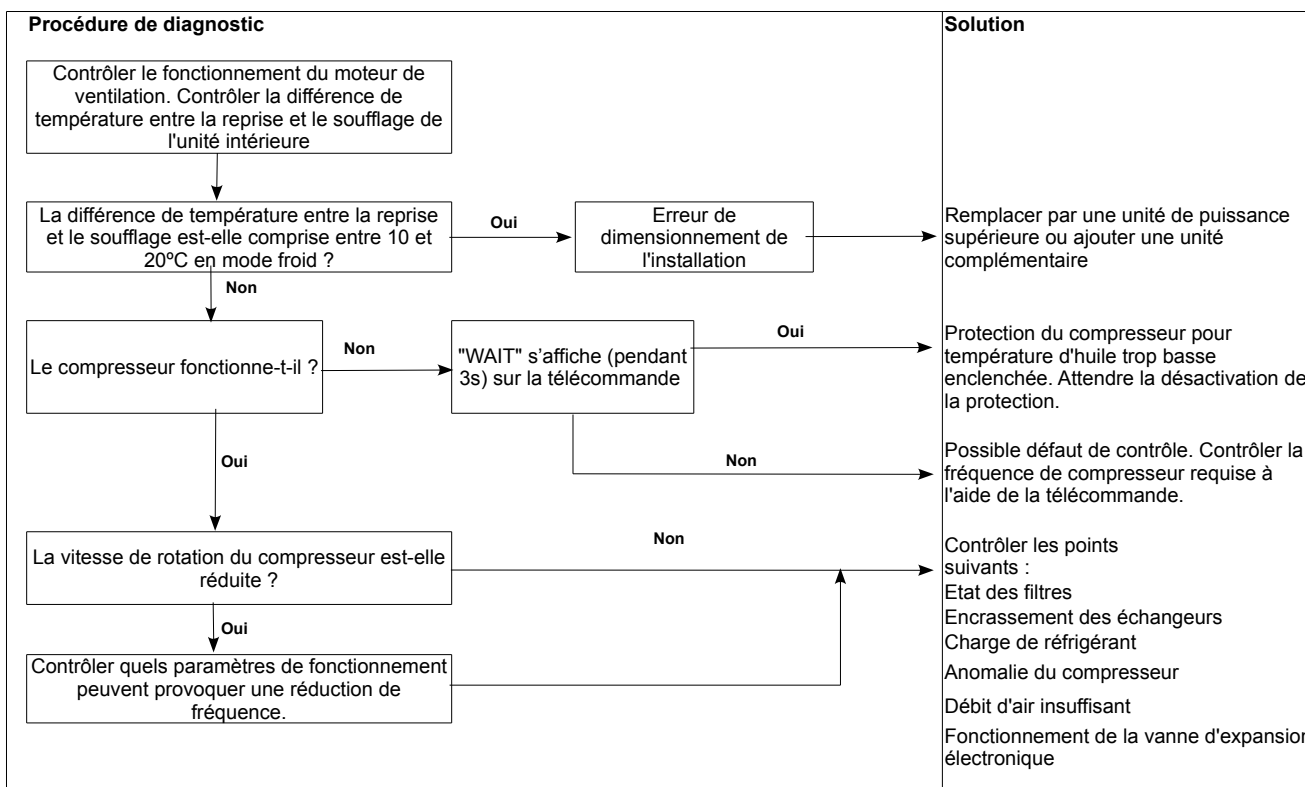 Procédure de diagnostic
Solution
Contrôler le fonctionnement du moteur de
ventilation. Contrôler la différence de
température entre la reprise et le soufflage de
l'unité intérieure
La différence de température entre la reprise
et le soufflage est-elle comprise entre 10 et
20ºC en mode froid ?
Oui
Erreur de
dimensionnement de
l'installation
Remplacer par une unité de puissance
supérieure ou ajouter une unité
complémentaire
Non
Le compresseur fonctionne-t-il ?
Non
"WAIT" s’affiche (pendant
3s) sur la télécommande
Oui
Protection du compresseur pour
température d'huile trop basse
enclenchée. Attendre la désactivation de
la protection.
Oui
Non
Possible défaut de contrôle. Contrôler la
fréquence de compresseur requise à
l'aide de la télécommande.
La vitesse de rotation du compresseur est-elle
réduite ?
Non
Contrôler les points
suivants :
Etat des filtres
Encrassement des échangeurs
Charge de réfrigérant
Anomalie du compresseur
Débit d'air insuffisant
Fonctionnement de la vanne d'expansion
électronique
Oui
Contrôler quels paramètres de fonctionnement
peuvent provoquer une réduction de
fréquence.